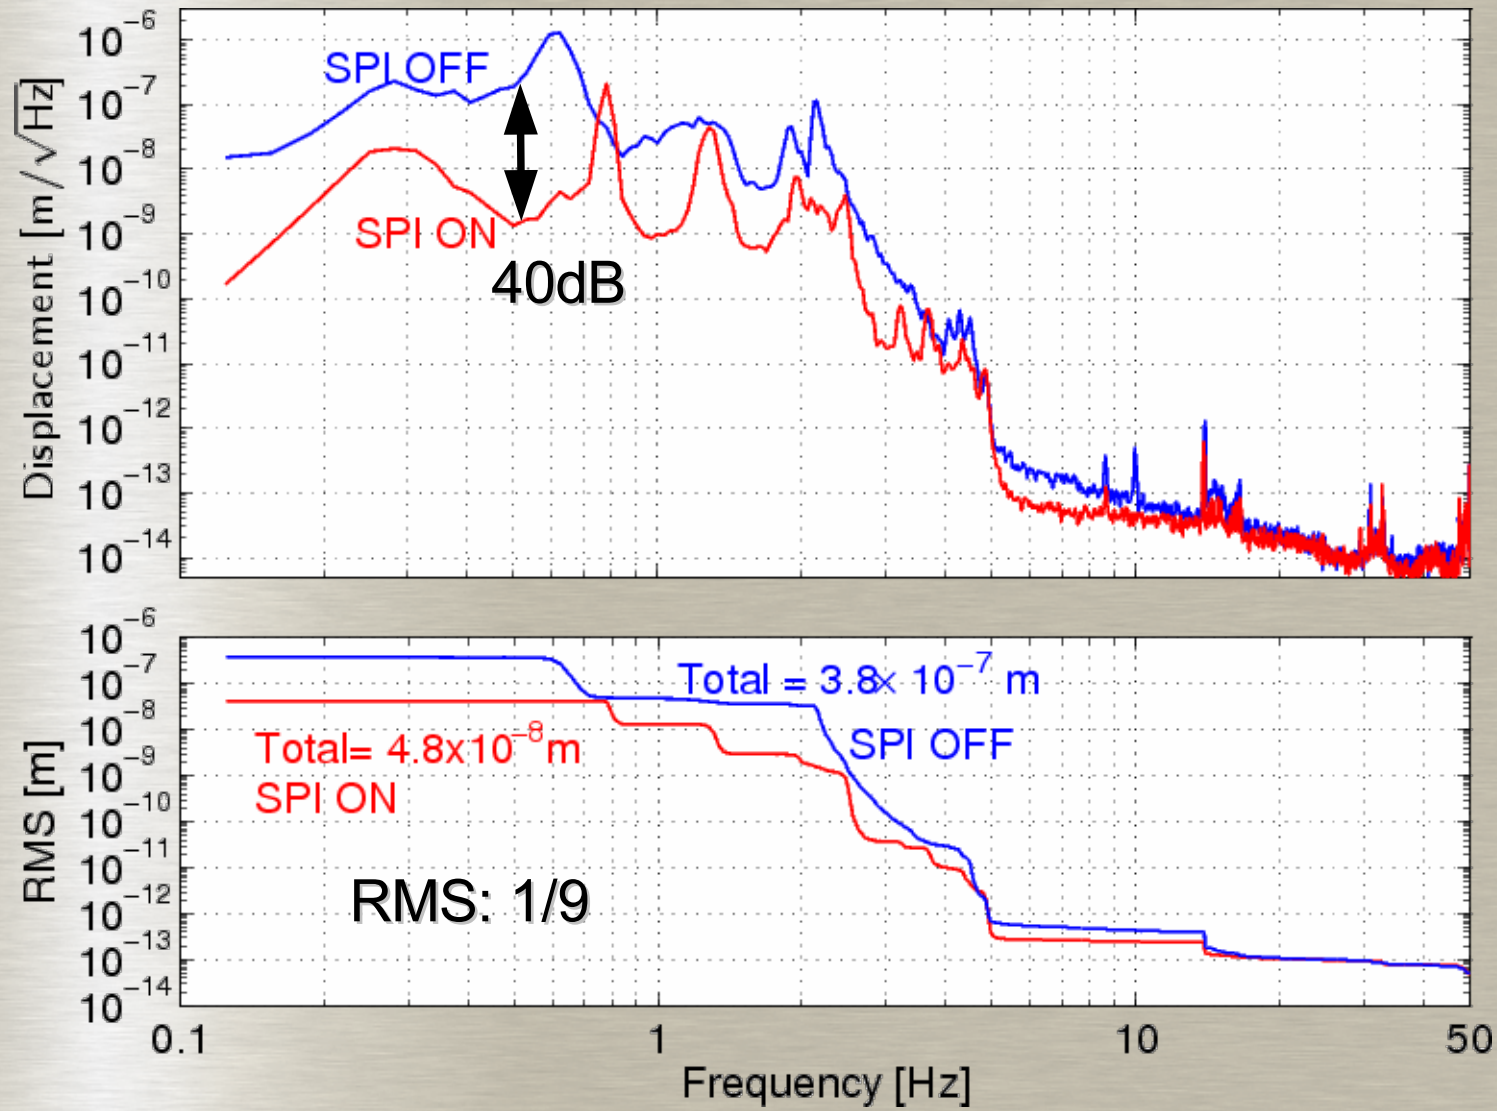 Displacement [m/√Hz]
10⁻⁶
10⁻⁷
10⁻⁸
10⁻⁹
10⁻¹⁰
10⁻¹¹
10⁻¹²
10⁻¹³
10⁻¹⁴
SPI OFF
SPI ON
40dB
RMS [m]
10⁻⁶
10⁻⁷
10⁻⁸
10⁻⁹
10⁻¹⁰
10⁻¹¹
10⁻¹²
10⁻¹³
10⁻¹⁴
Total = 3.8× 10⁻⁷ m
SPI OFF
Total= 4.8x10⁻⁸m
SPI ON
RMS: 1/9
0.1 1 10 50
Frequency [Hz]